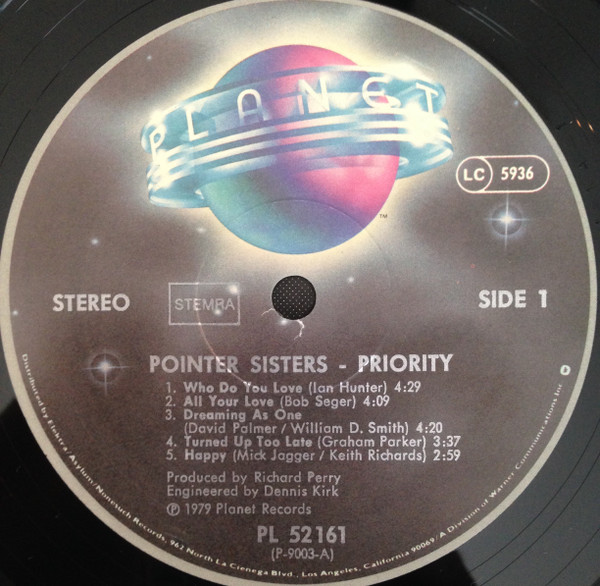 PLANET
™
LC 5936
STEREO
STEMRA
SIDE 1
POINTER SISTERS - PRIORITY
1. Who Do You Love (Ian Hunter) 4:29
2. All Your Love (Bob Seger) 4:09
3. Dreaming As One
(David Palmer / William D. Smith) 4:20
4. Turned Up Too Late (Graham Parker) 3:37
5. Happy (Mick Jagger / Keith Richards) 2:59
Produced by Richard Perry
Engineered by Dennis Kirk
℗ 1979 Planet Records
PL 52161
(P-9003-A)
Distributed by Elektra/Asylum/Nonesuch Records, 962 North La Cienega Blvd., Los Angeles, California 90069/A Division of Warner Communications Inc